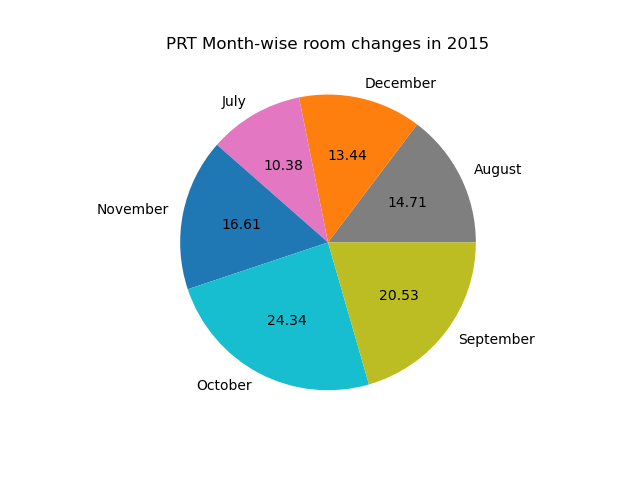 PRT Month-wise room changes in 2015
December
July
August
13.44
10.38
14.71
November
16.61
20.53
24.34
September
October